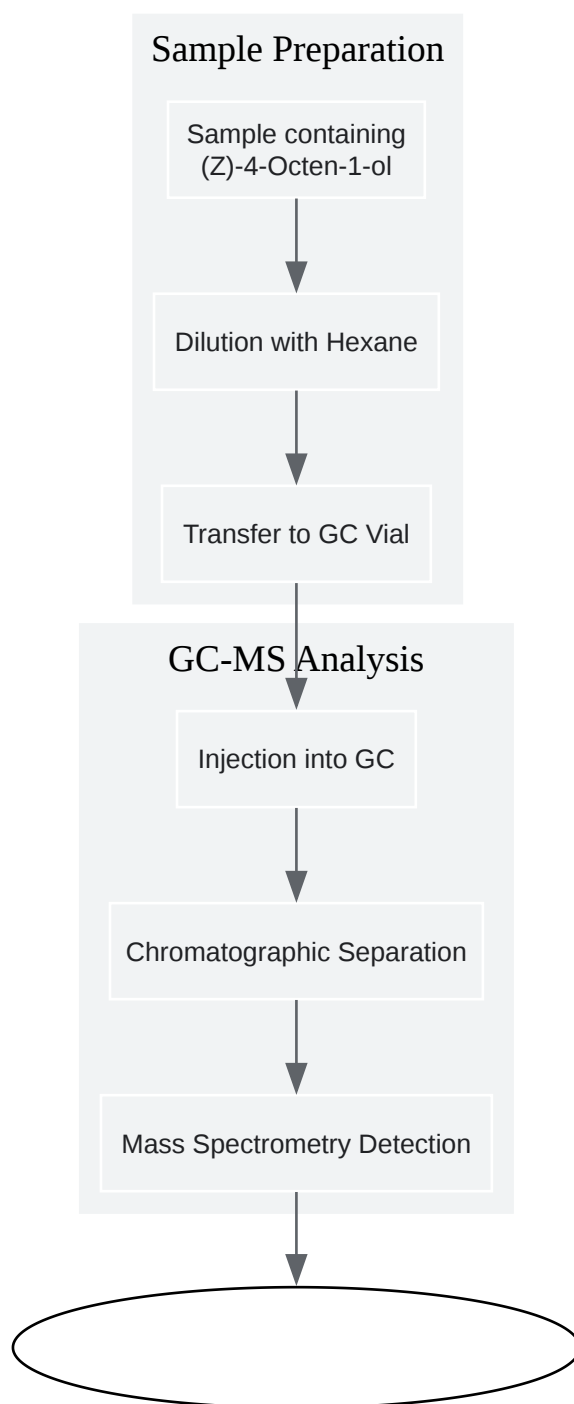 Sample Preparation
Sample containing
(Z)-4-Octen-1-ol
Dilution with Hexane
Transfer to GC Vial
GC-MS Analysis
Injection into GC
Chromatographic Separation
Mass Spectrometry Detection